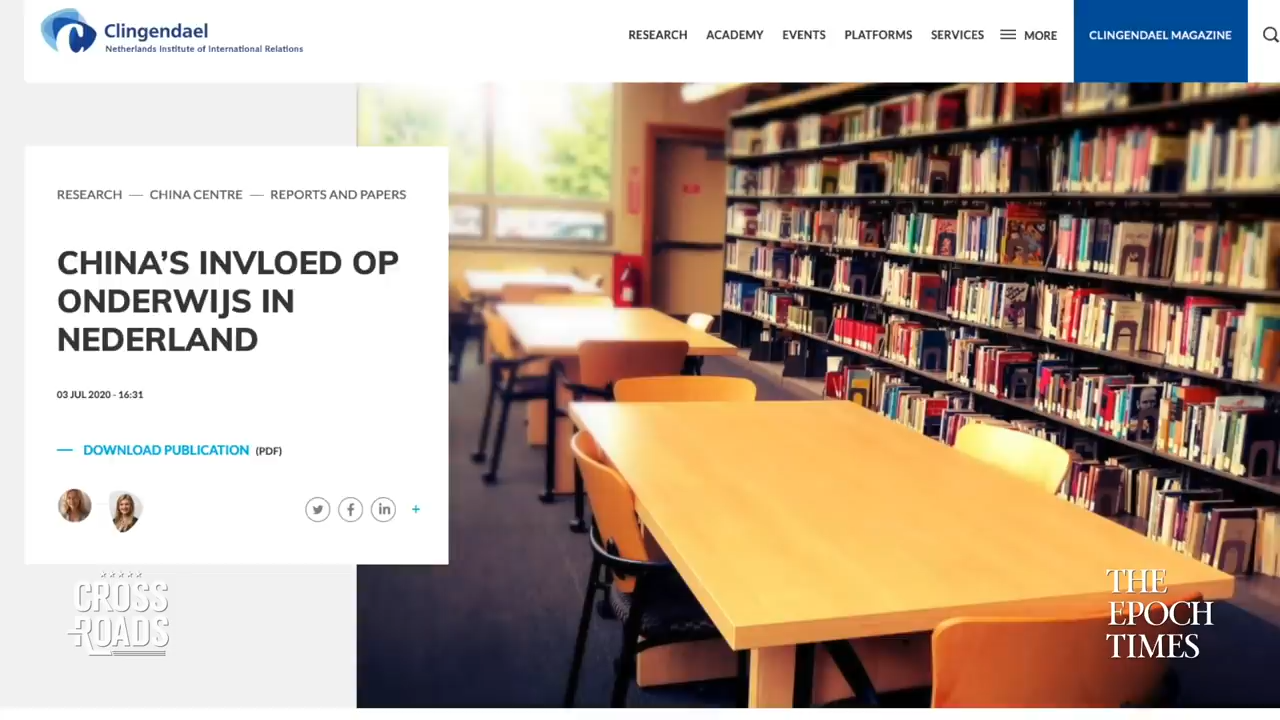 Clingendael
Netherlands Institute of International Relations
RESEARCH ACADEMY EVENTS PLATFORMS SERVICES MORE CLINGENDAEL MAGAZINE
RESEARCH — CHINA CENTRE — REPORTS AND PAPERS
CHINA’S INVLOED OP
ONDERWIJS IN
NEDERLAND
03 JUL 2020 - 16:31
— DOWNLOAD PUBLICATION (PDF)
+
CROSS
ROADS
THE
EPOCH
TIMES